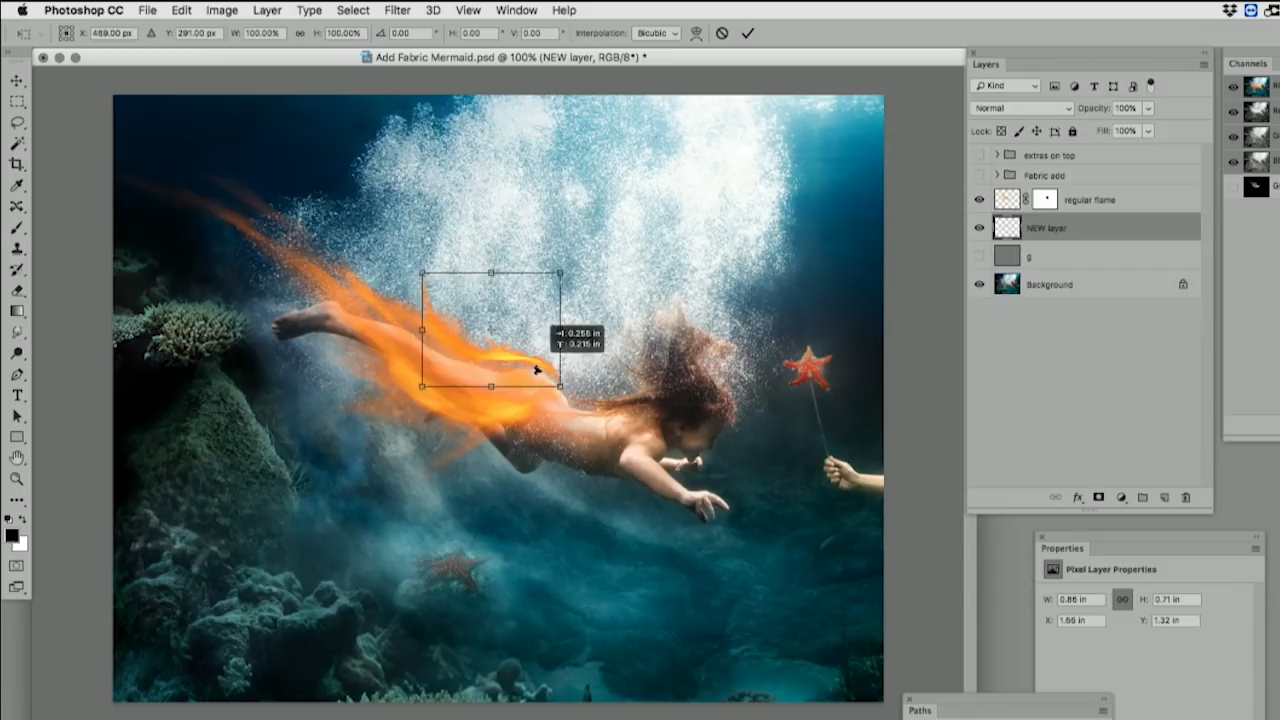 Photoshop CC File Edit Image Layer Type Select Filter 3D View Window Help
X: 469.00 px Y: 291.00 px W: 100.00% H: 100.00% 0.00 ° H: 0.00 ° V: 0.00 ° Interpolation: Bicubic
Add Fabric Mermaid.psd @ 100% (NEW layer, RGB/8*) *
Layers
Channels
Kind
Normal Opacity: 100%
Lock: Fill: 100%
extras on top
Fabric add
regular flame
NEW layer
g
Background
: 0.255 in
: 0.215 in
Properties
Pixel Layer Properties
W: 0.86 in H: 0.71 in
X: 1.66 in Y: 1.32 in
Paths